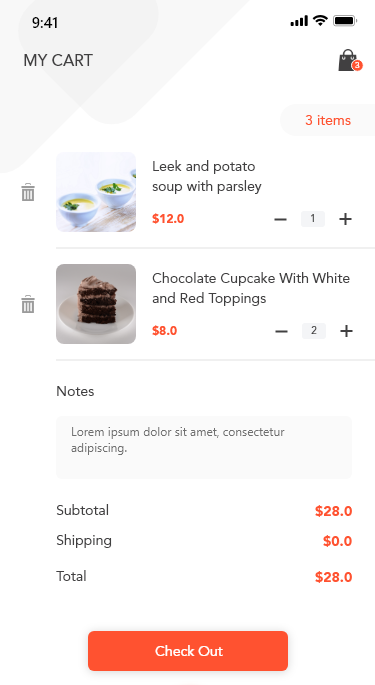 9:41
MY CART
3
3 items
Leek and potato
soup with parsley
$12.0
1
Chocolate Cupcake With White
and Red Toppings
$8.0
2
Notes
Lorem ipsum dolor sit amet, consectetur
adipiscing.
Subtotal $28.0
Shipping $0.0
Total $28.0
Check Out